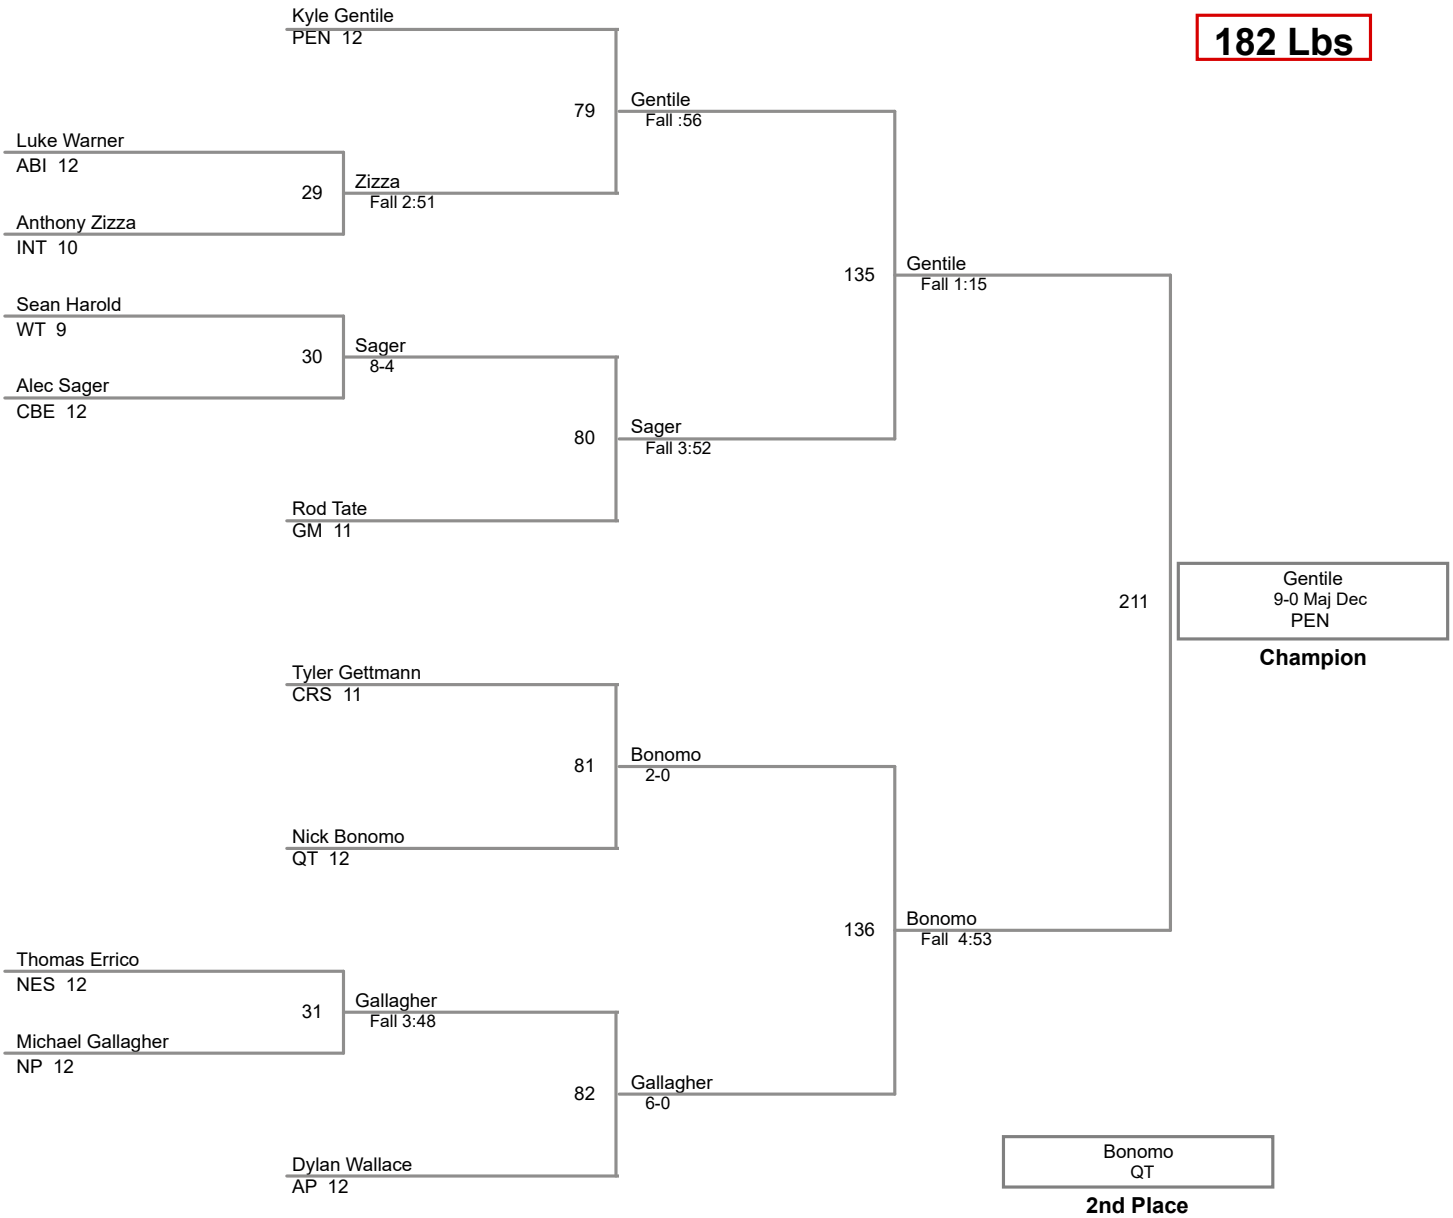 Kyle Gentile
PEN 12
182 Lbs
79
Gentile
Fall :56
Luke Warner
ABI 12
29
Zizza
Fall 2:51
Anthony Zizza
INT 10
135
Gentile
Fall 1:15
Sean Harold
WT 9
30
Sager
8-4
Alec Sager
CBE 12
80
Sager
Fall 3:52
Rod Tate
GM 11
211
Gentile
9-0 Maj Dec
PEN
Champion
Tyler Gettmann
CRS 11
81
Bonomo
2-0
Nick Bonomo
QT 12
136
Bonomo
Fall 4:53
Thomas Errico
NES 12
31
Gallagher
Fall 3:48
Michael Gallagher
NP 12
82
Gallagher
6-0
Dylan Wallace
AP 12
Bonomo
QT
2nd Place